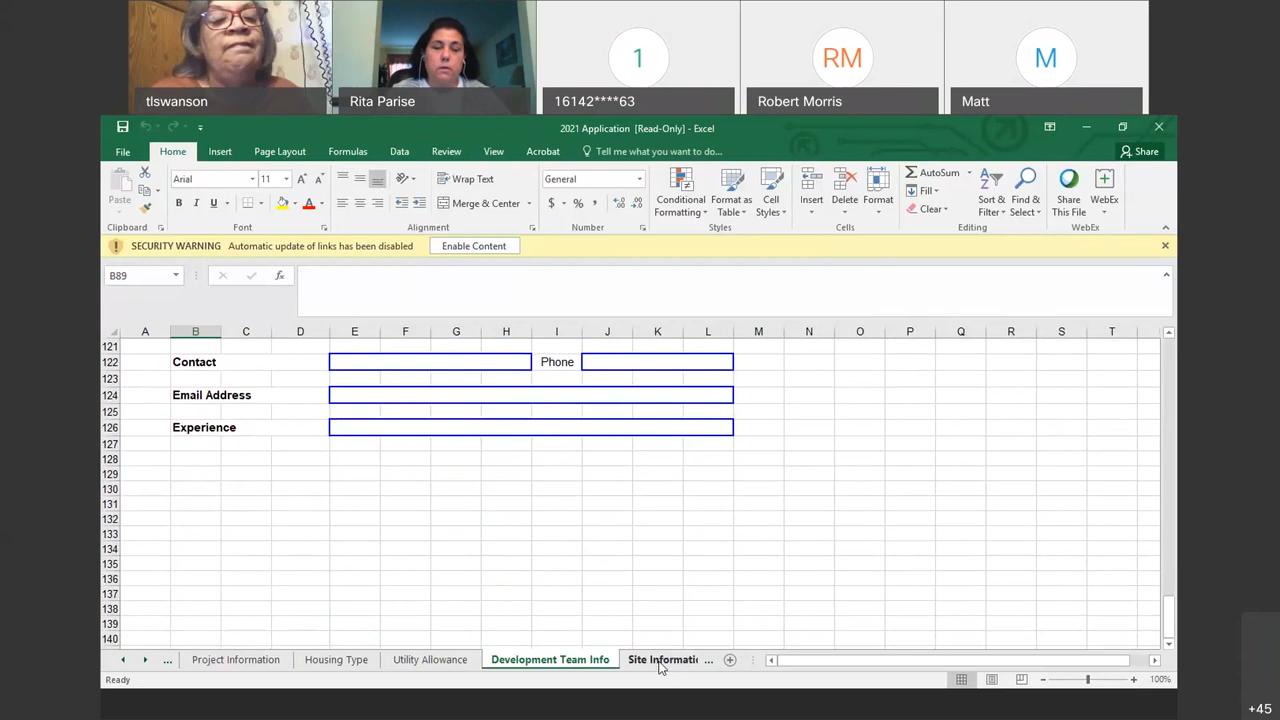 1
RM
M
tlswanson
Rita Parise
16142****63
Robert Morris
Matt
2021 Application [Read-Only] - Excel
File Home Insert Page Layout Formulas Data Review View Acrobat Tell me what you want to do... Share
Paste
Arial 11
Wrap Text
General
Conditional Formatting
Format as Table
Cell Styles
Insert
Delete
Format
AutoSum
Fill
Clear
Sort & Filter
Find & Select
Share This File
WebEx
B I U
Merge & Center
$ % ,
Clipboard Font Alignment Number Styles Cells Editing WebEx
SECURITY WARNING Automatic update of links has been disabled Enable Content
B89 fx
A B C D E F G H I J K L M N O P Q R S T
121
122 Contact Phone
123
124 Email Address
125
126 Experience
127
128
129
130
131
132
133
134
135
136
137
138
139
140
... Project Information Housing Type Utility Allowance Development Team Info Site Informatic ...
Ready 100%
+45